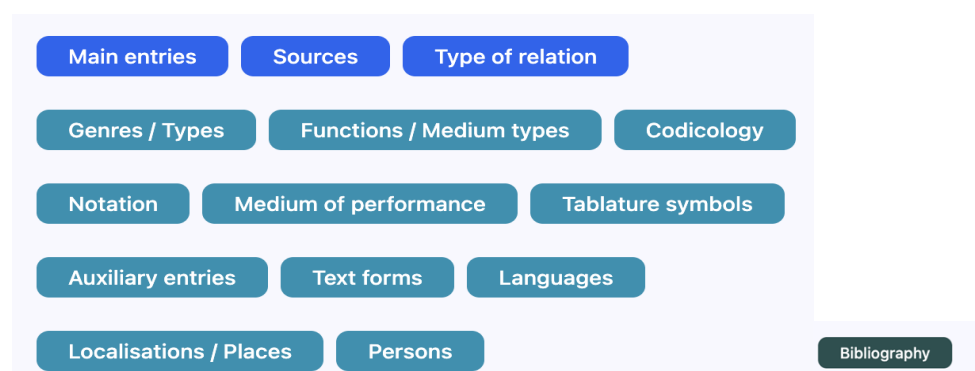 Main entries Sources Type of relation
Genres / Types Functions / Medium types Codicology
Notation Medium of performance Tablature symbols
Auxiliary entries Text forms Languages
Localisations / Places Persons
Bibliography